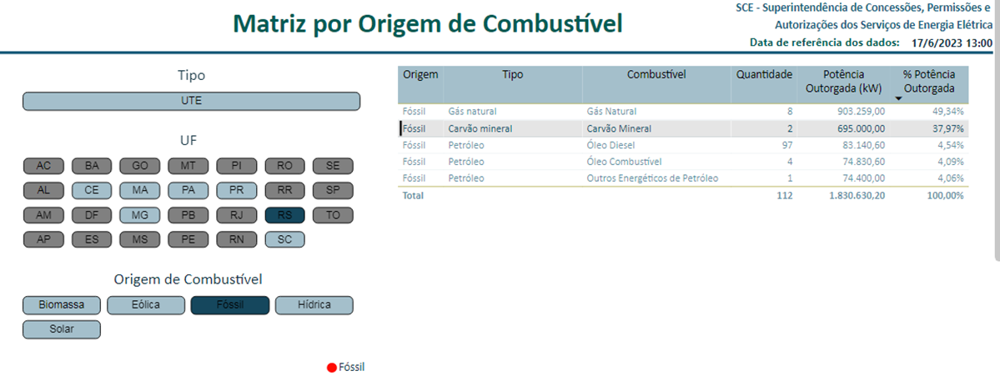 Matriz por Origem de Combustível
SCE - Superintendência de Concessões, Permissões e
Autorizações dos Serviços de Energia Elétrica
Data de referência dos dados: 17/6/2023 13:00
Tipo
UTE
UF
AC BA GO MT PI RO SE
AL CE MA PA PR RR SP
AM DF MG PB RJ RS TO
AP ES MS PE RN SC
Origem de Combustível
Biomassa Eólica Fóssil Hídrica
Solar
Fóssil
Origem Tipo Combustível Quantidade Potência Outorgada (kW) % Potência Outorgada
Fóssil Gás natural Gás Natural 8 903.259,00 49,34%
Fóssil Carvão mineral Carvão Mineral 2 695.000,00 37,97%
Fóssil Petróleo Óleo Diesel 97 83.140,60 4,54%
Fóssil Petróleo Óleo Combustível 4 74.830,60 4,09%
Fóssil Petróleo Outros Energéticos de Petróleo 1 74.400,00 4,06%
Total 112 1.830.630,20 100,00%